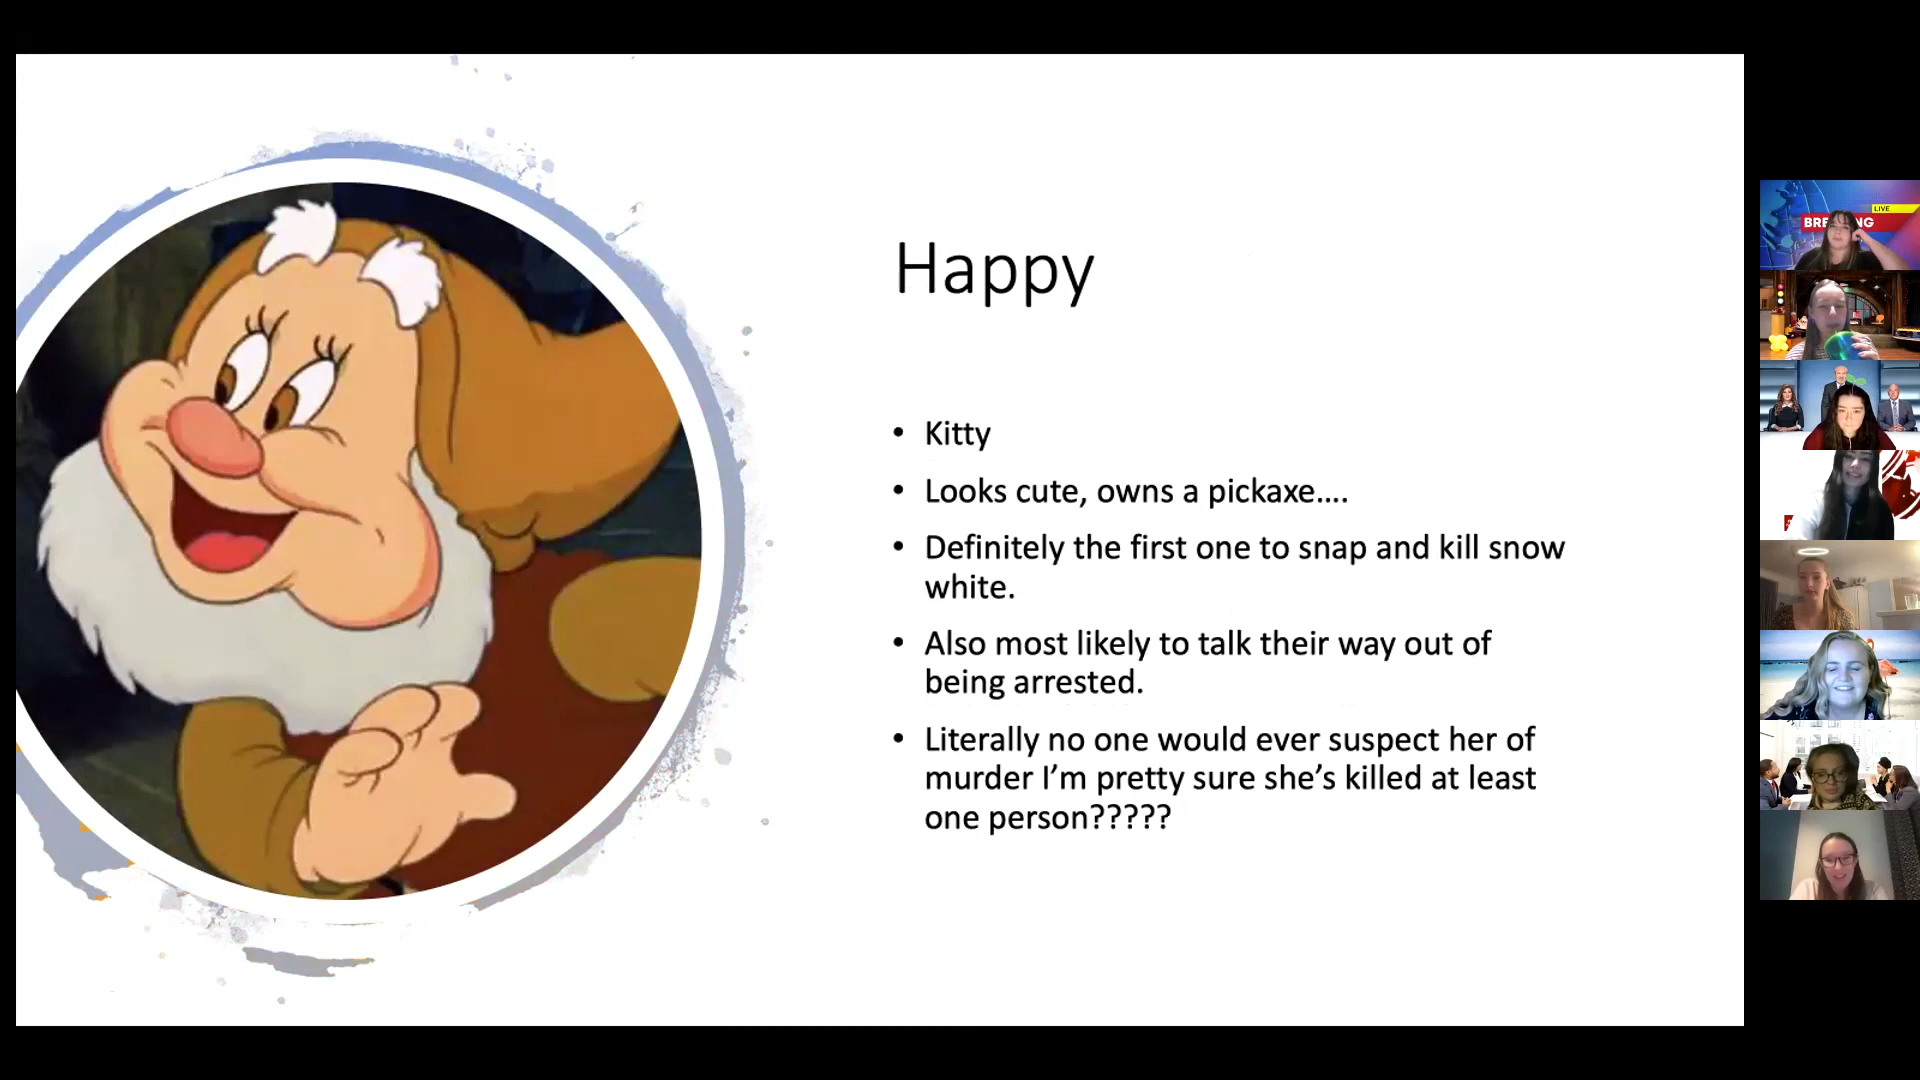 Happy
• Kitty
• Looks cute, owns a pickaxe....
• Definitely the first one to snap and kill snow
white.
• Also most likely to talk their way out of
being arrested.
• Literally no one would ever suspect her of
murder I'm pretty sure she's killed at least
one person?????
LIVE